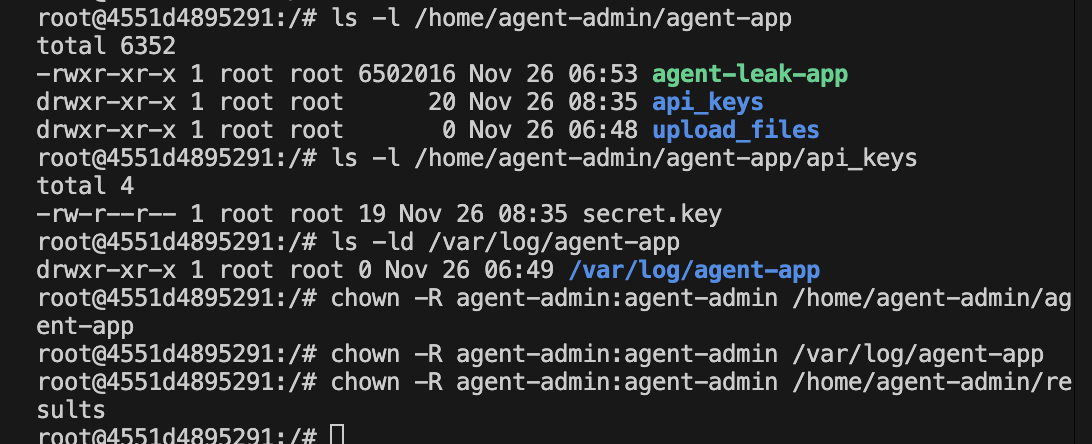 root@4551d4895291:/# ls -l /home/agent-admin/agent-app
total 6352
-rwxr-xr-x 1 root root 6502016 Nov 26 06:53 agent-leak-app
drwxr-xr-x 1 root root      20 Nov 26 08:35 api_keys
drwxr-xr-x 1 root root       0 Nov 26 06:48 upload_files
root@4551d4895291:/# ls -l /home/agent-admin/agent-app/api_keys
total 4
-rw-r--r-- 1 root root 19 Nov 26 08:35 secret.key
root@4551d4895291:/# ls -ld /var/log/agent-app
drwxr-xr-x 1 root root 0 Nov 26 06:49 /var/log/agent-app
root@4551d4895291:/# chown -R agent-admin:agent-admin /home/agent-admin/ag
ent-app
root@4551d4895291:/# chown -R agent-admin:agent-admin /var/log/agent-app
root@4551d4895291:/# chown -R agent-admin:agent-admin /home/agent-admin/re
sults
root@4551d4895291:/#